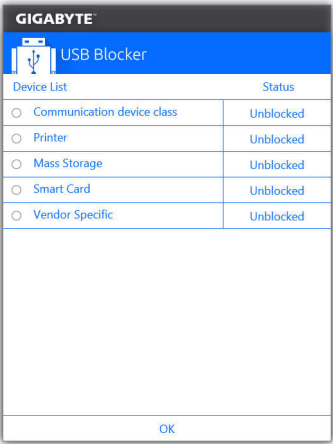 GIGABYTE™
USB Blocker
Device List Status
Communication device class Unblocked
Printer Unblocked
Mass Storage Unblocked
Smart Card Unblocked
Vendor Specific Unblocked
OK